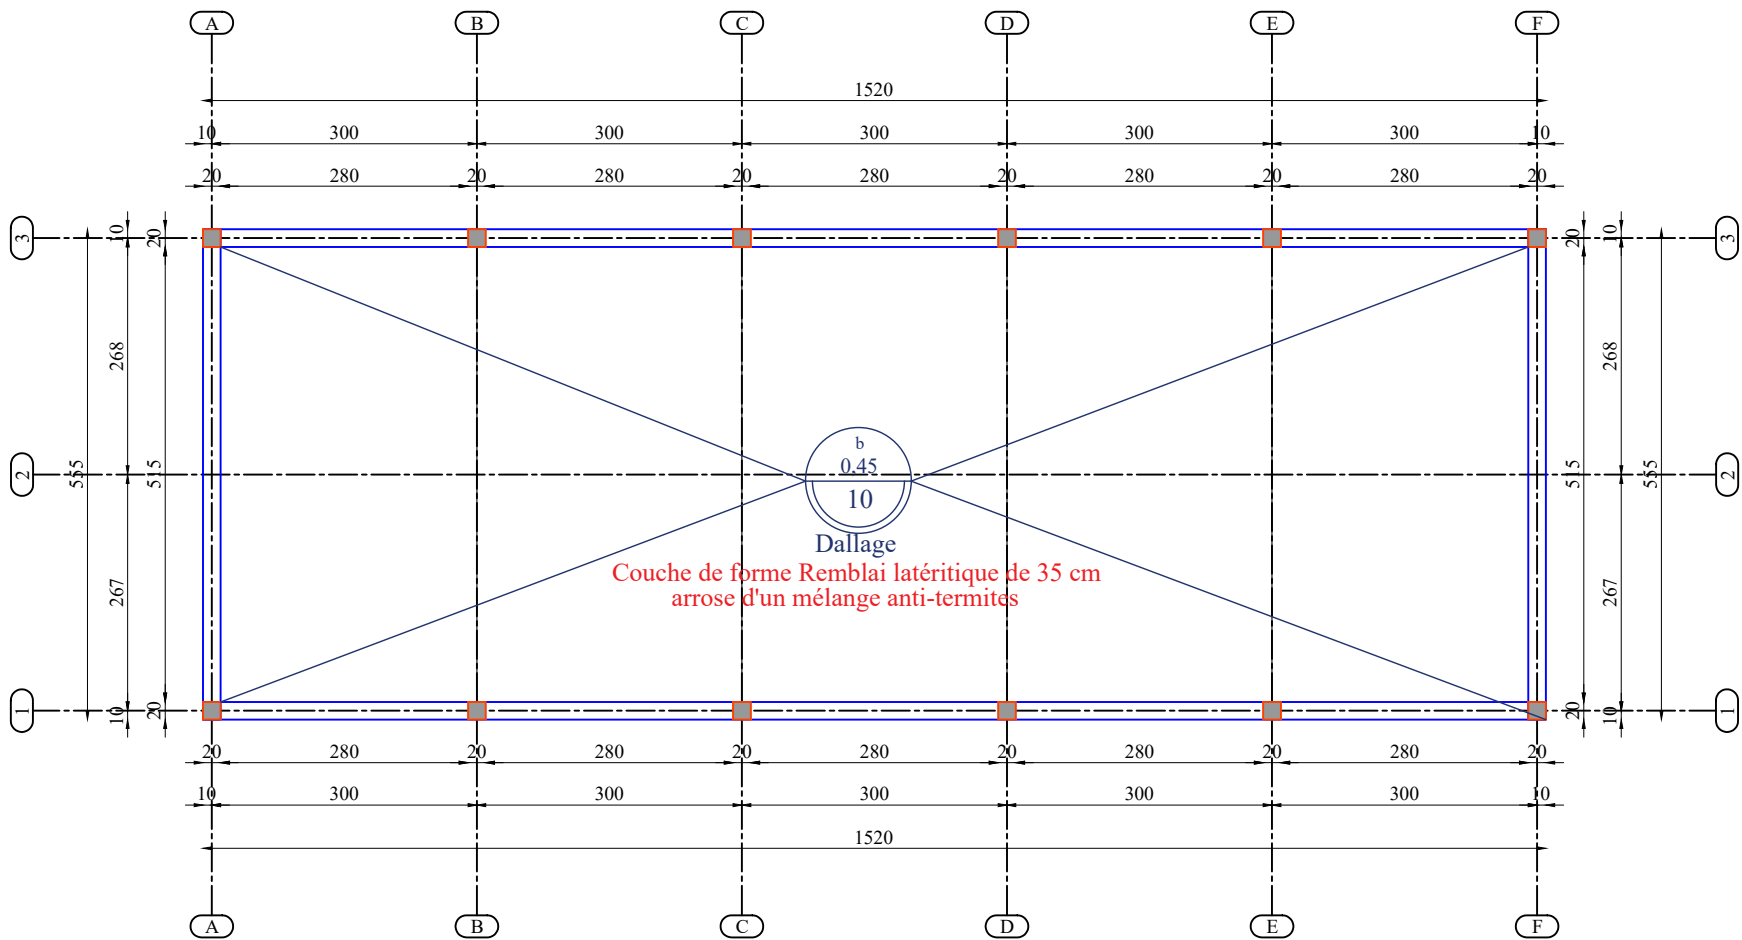 A B C D E F
1520
10 300 300 300 300 300 10
20 280 20 280 20 280 20 280 20 280 20
3 10 20 20 10 3
268 268
b
0,45
2 555 515 515 555 2
10
Dallage
Couche de forme Remblai latéritique de 35 cm
267 267
arrose d'un mélange anti-termites
1 10 20 20 10 1
20 280 20 280 20 280 20 280 20 280 20
10 300 300 300 300 300 10
1520
A B C D E F